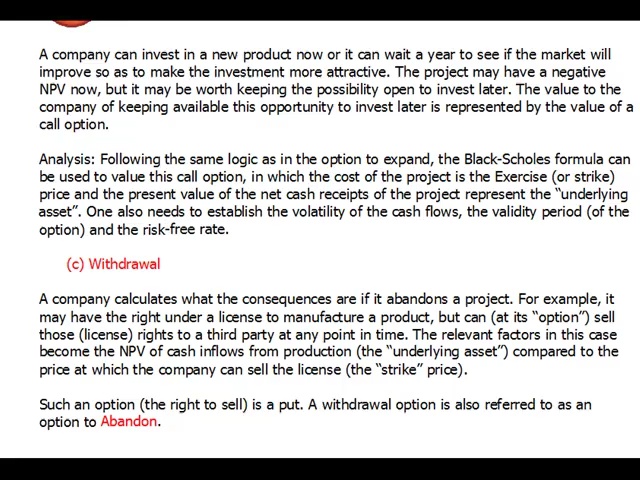 A company can invest in a new product now or it can wait a year to see if the market will
improve so as to make the investment more attractive. The project may have a negative
NPV now, but it may be worth keeping the possibility open to invest later. The value to the
company of keeping available this opportunity to invest later is represented by the value of a
call option.
Analysis: Following the same logic as in the option to expand, the Black-Scholes formula can
be used to value this call option, in which the cost of the project is the Exercise (or strike)
price and the present value of the net cash receipts of the project represent the “underlying
asset”. One also needs to establish the volatility of the cash flows, the validity period (of the
option) and the risk-free rate.
(c) Withdrawal
A company calculates what the consequences are if it abandons a project. For example, it
may have the right under a license to manufacture a product, but can (at its “option”) sell
those (license) rights to a third party at any point in time. The relevant factors in this case
become the NPV of cash inflows from production (the “underlying asset”) compared to the
price at which the company can sell the license (the “strike” price).
Such an option (the right to sell) is a put. A withdrawal option is also referred to as an
option to Abandon.